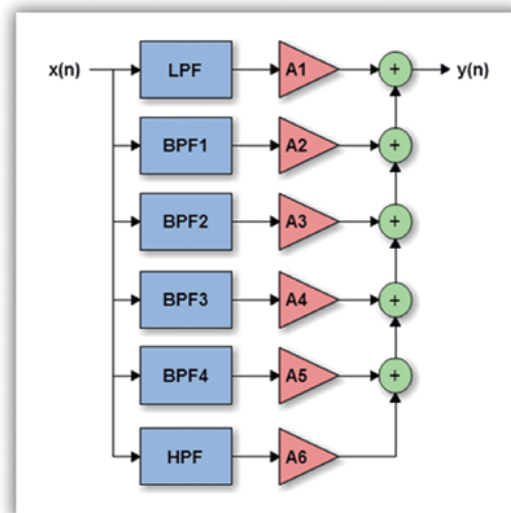 x(n) LPF A1 + y(n)
BPF1 A2 +
BPF2 A3 +
BPF3 A4 +
BPF4 A5 +
HPF A6